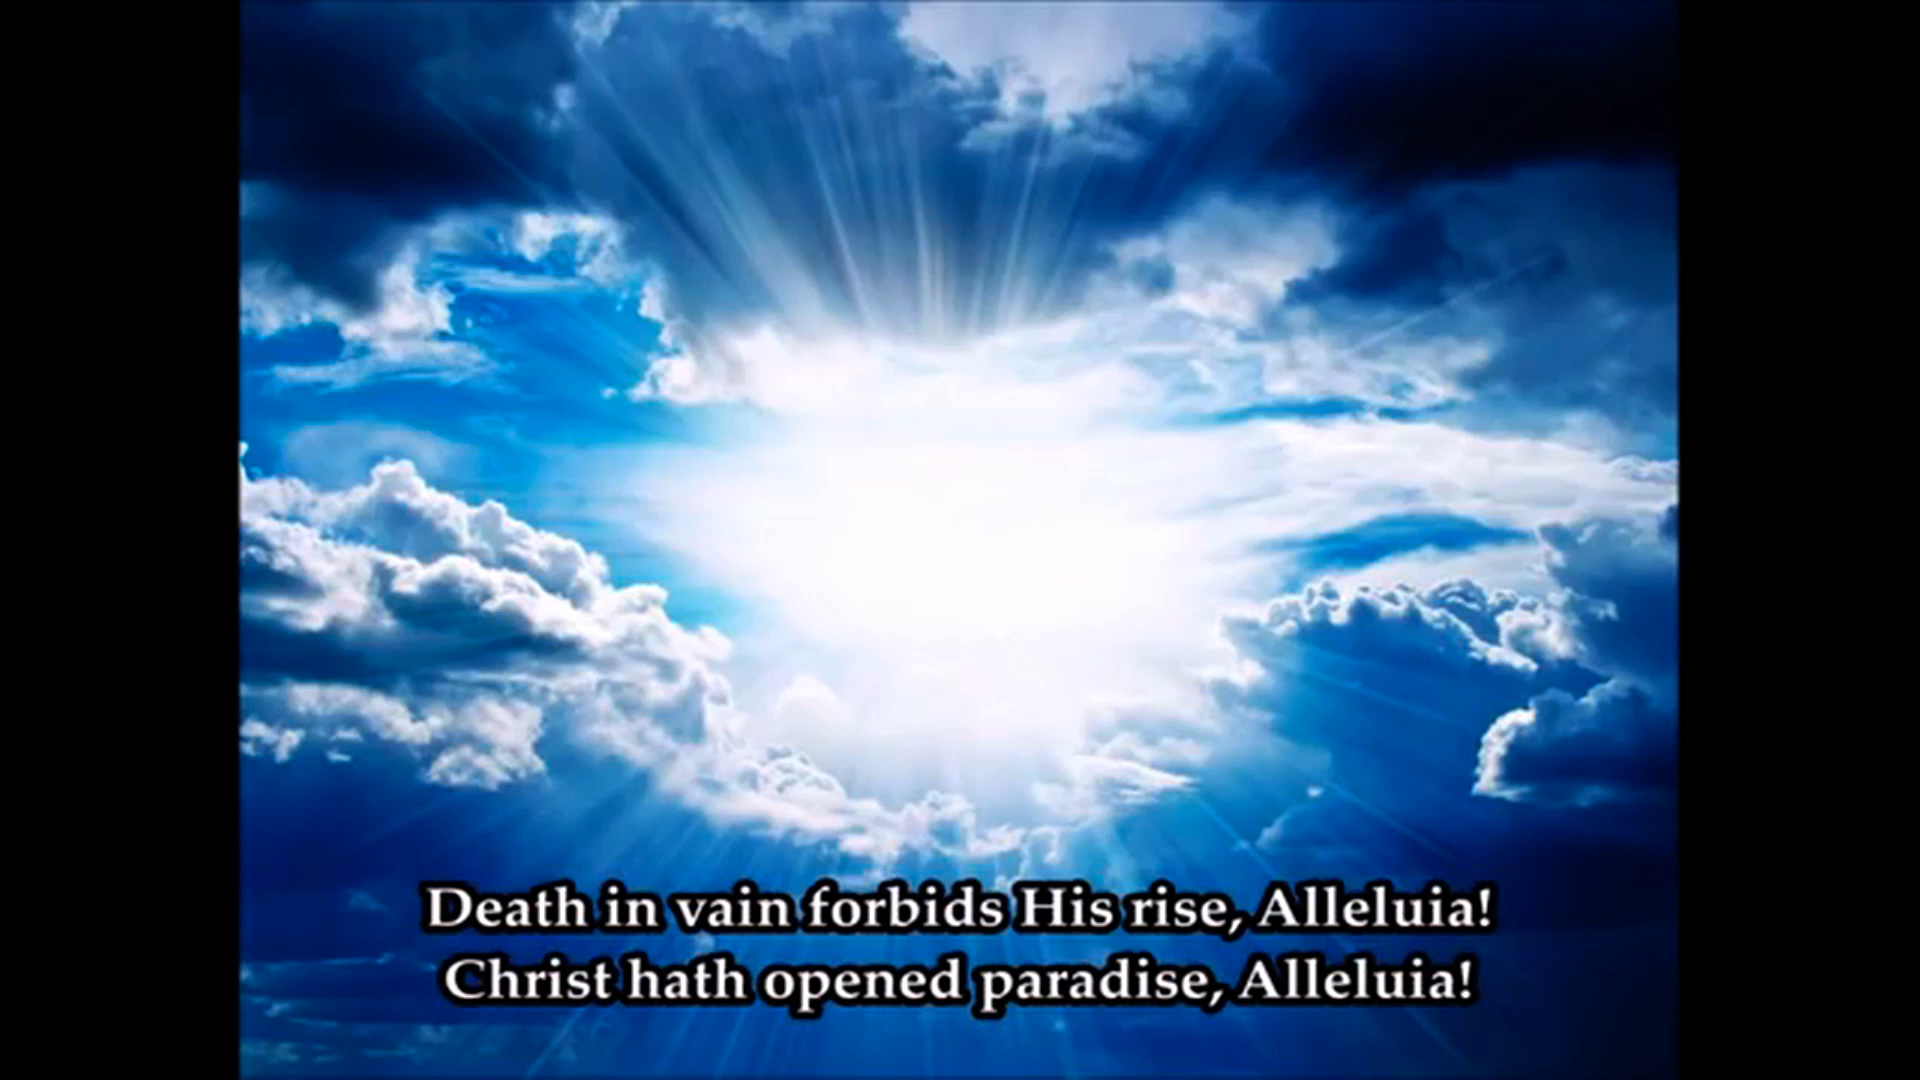 Death in vain forbids His rise, Alleluia!
Christ hath opened paradise, Alleluia!